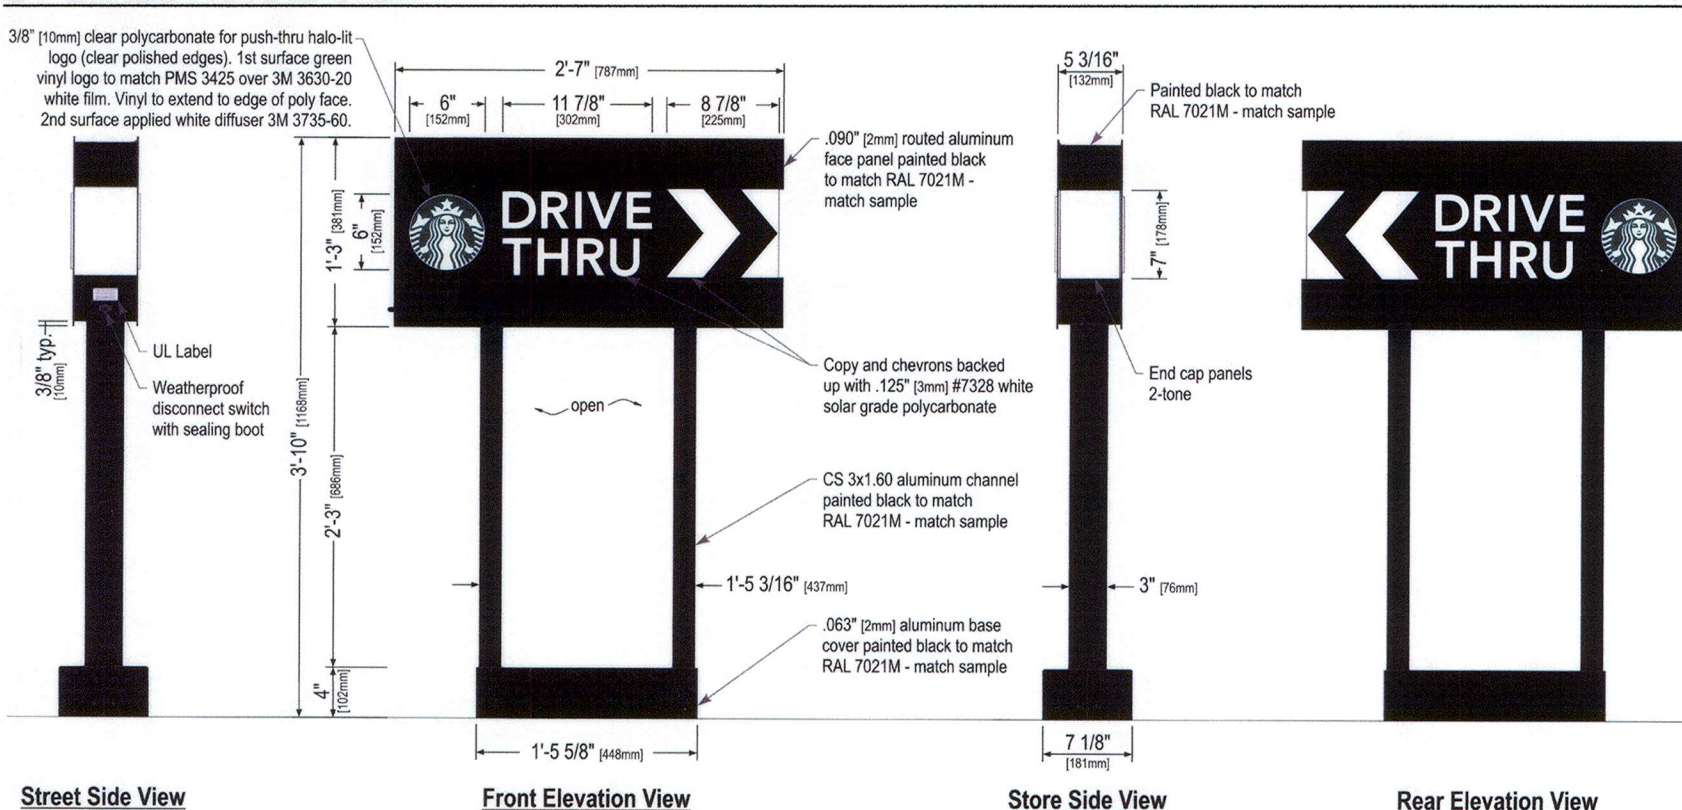 3/8" [10mm] clear polycarbonate for push-thru halo-lit
logo (clear polished edges). 1st surface green
vinyl logo to match PMS 3425 over 3M 3630-20
white film. Vinyl to extend to edge of poly face.
2nd surface applied white diffuser 3M 3735-60.
2'-7" [787mm]
6"
[152mm]
11 7/8"
[302mm]
8 7/8"
[225mm]
.090" [2mm] routed aluminum
face panel painted black
to match RAL 7021M -
match sample
5 3/16"
[132mm]
Painted black to match
RAL 7021M - match sample
1'-3" [381mm]
6"
[152mm]
DRIVE
THRU
7" [178mm]
DRIVE
THRU
3/8" typ.
[10mm]
UL Label
Weatherproof
disconnect switch
with sealing boot
3'-10" [1168mm]
2'-3" [686mm]
open
Copy and chevrons backed
up with .125" [3mm] #7328 white
solar grade polycarbonate
End cap panels
2-tone
CS 3x1.60 aluminum channel
painted black to match
RAL 7021M - match sample
1'-5 3/16" [437mm]
3" [76mm]
.063" [2mm] aluminum base
cover painted black to match
RAL 7021M - match sample
4"
[102mm]
1'-5 5/8" [448mm]
7 1/8"
[181mm]
Street Side View
Front Elevation View
Store Side View
Rear Elevation View